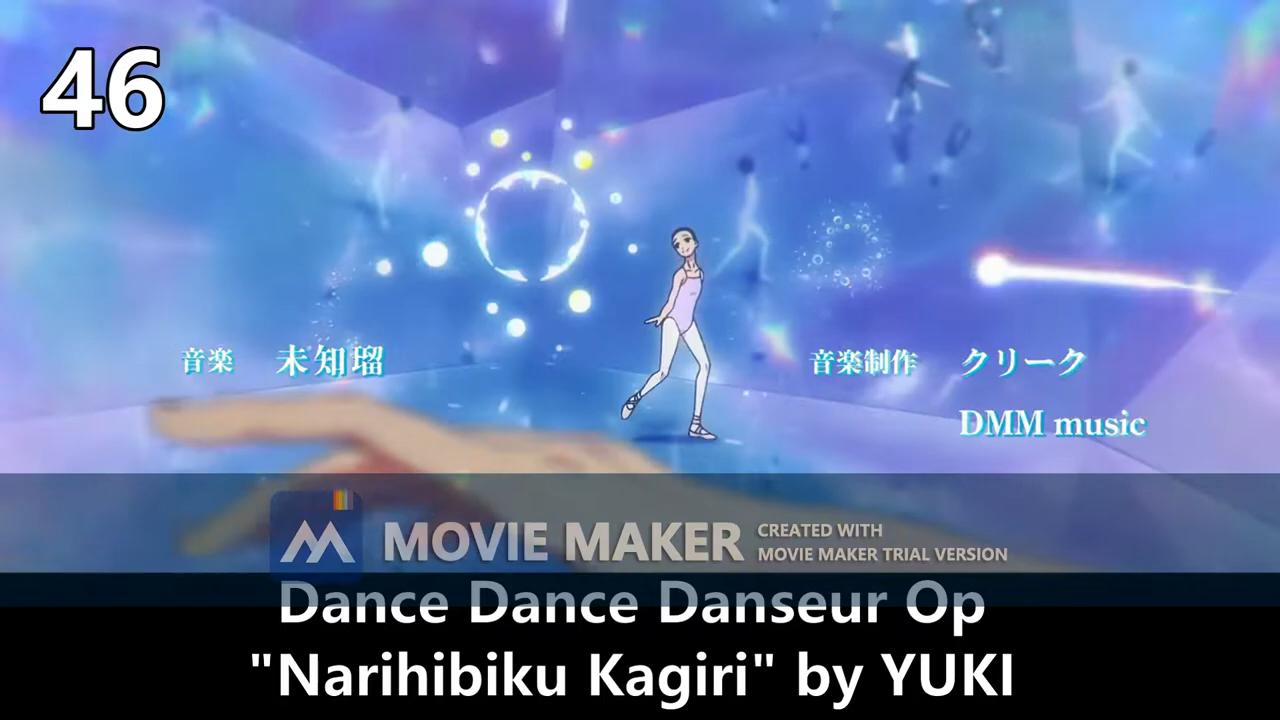 46
音楽 未知瑠
音楽制作 クリーク
DMM music
MOVIE MAKER
CREATED WITH
MOVIE MAKER TRIAL VERSION
Dance Dance Danseur Op
"Narihibiku Kagiri" by YUKI